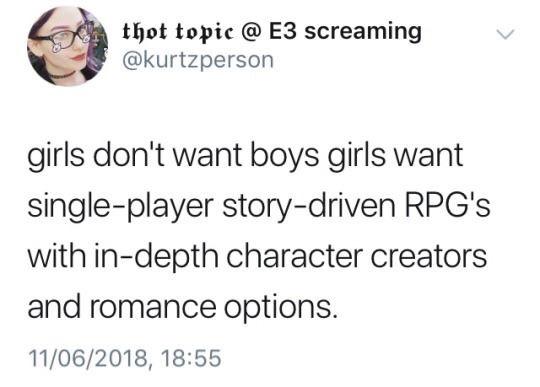 𝖙𝖍𝖔𝖙 𝖙𝖔𝖕𝖎𝖈 @ E3 screaming
@kurtzperson
girls don't want boys girls want
single-player story-driven RPG's
with in-depth character creators
and romance options.
11/06/2018, 18:55